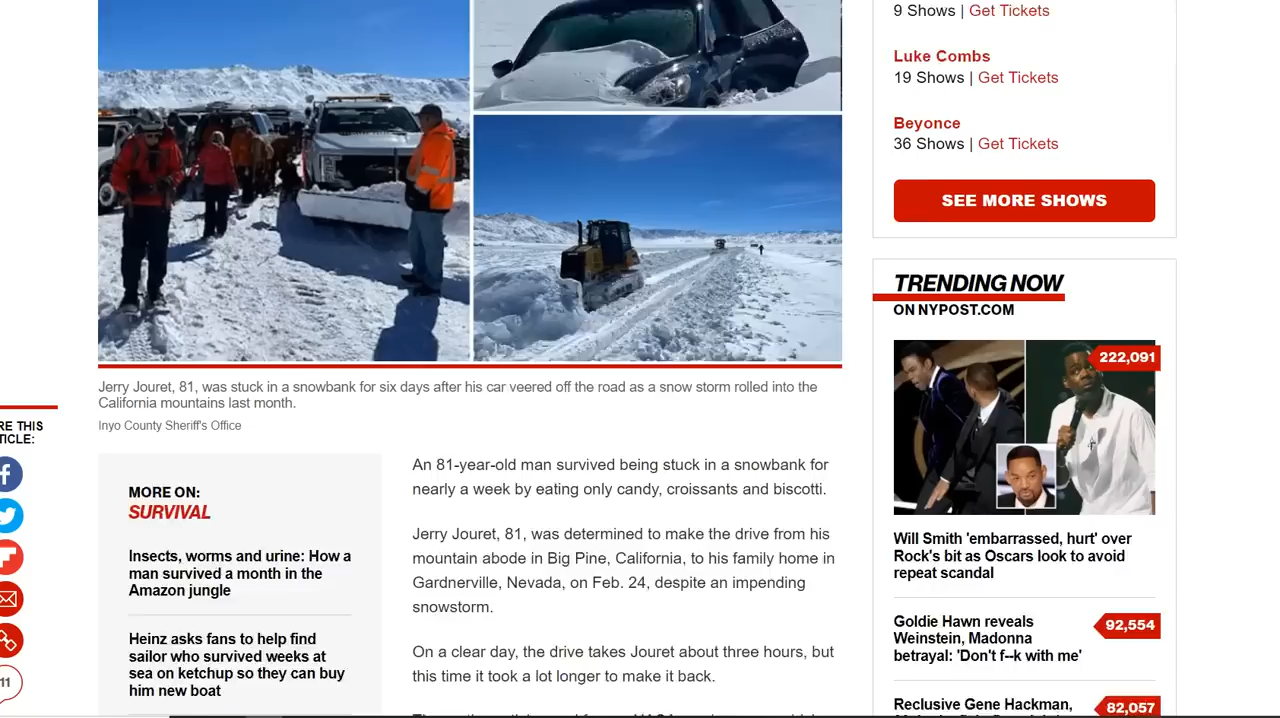 9 Shows | Get Tickets
Luke Combs
19 Shows | Get Tickets
Beyonce
36 Shows | Get Tickets
SEE MORE SHOWS
TRENDING NOW
ON NYPOST.COM
222,091
Will Smith 'embarrassed, hurt' over
Rock's bit as Oscars look to avoid
repeat scandal
Goldie Hawn reveals
Weinstein, Madonna
betrayal: 'Don't f--k with me'
92,554
Reclusive Gene Hackman,
82,057
Jerry Jouret, 81, was stuck in a snowbank for six days after his car veered off the road as a snow storm rolled into the
California mountains last month.
Inyo County Sheriff's Office
RE THIS
TICLE:
11
MORE ON:
SURVIVAL
Insects, worms and urine: How a
man survived a month in the
Amazon jungle
Heinz asks fans to help find
sailor who survived weeks at
sea on ketchup so they can buy
him new boat
An 81-year-old man survived being stuck in a snowbank for
nearly a week by eating only candy, croissants and biscotti.
Jerry Jouret, 81, was determined to make the drive from his
mountain abode in Big Pine, California, to his family home in
Gardnerville, Nevada, on Feb. 24, despite an impending
snowstorm.
On a clear day, the drive takes Jouret about three hours, but
this time it took a lot longer to make it back.